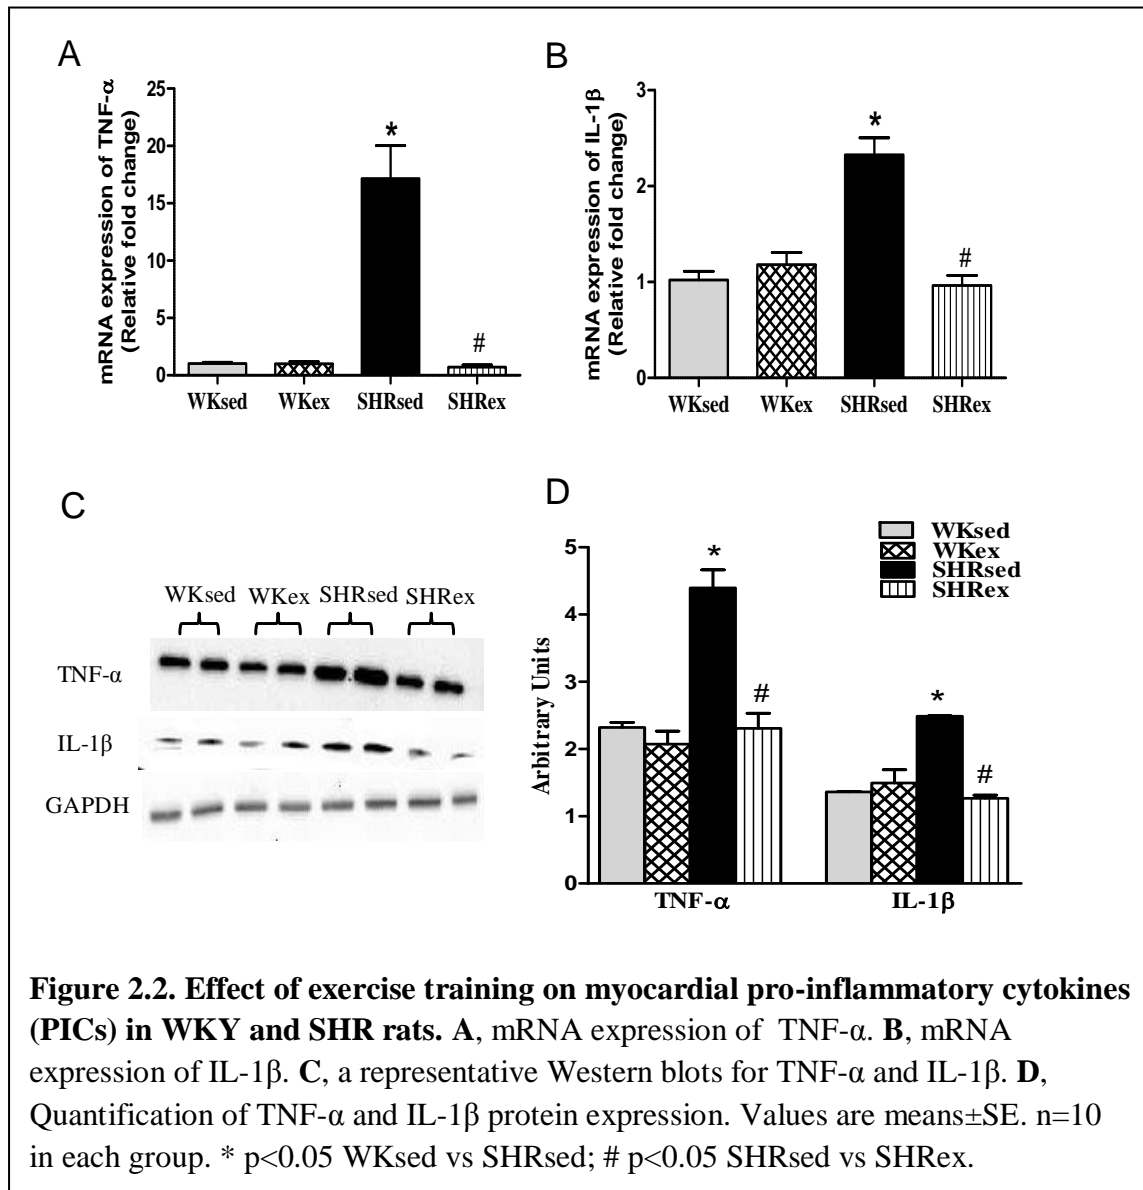 A
mRNA expression of TNF-α
(Relative fold change)
25
20
15
10
5
0
*
#
WKsed WKex SHRsed SHRex
B
mRNA expression of IL-1β
(Relative fold change)
3
2
1
0
*
#
WKsed WKex SHRsed SHRex
C
WKsed WKex SHRsed SHRex
TNF-α
IL-1β
GAPDH
D
WKsed
WKex
SHRsed
SHRex
Arbitrary Units
5
4
3
2
1
0
*
#
*
#
TNF-α IL-1β
Figure 2.2. Effect of exercise training on myocardial pro-inflammatory cytokines
(PICs) in WKY and SHR rats. A, mRNA expression of TNF-α. B, mRNA
expression of IL-1β. C, a representative Western blots for TNF-α and IL-1β. D,
Quantification of TNF-α and IL-1β protein expression. Values are means±SE. n=10
in each group. * p<0.05 WKsed vs SHRsed; # p<0.05 SHRsed vs SHRex.